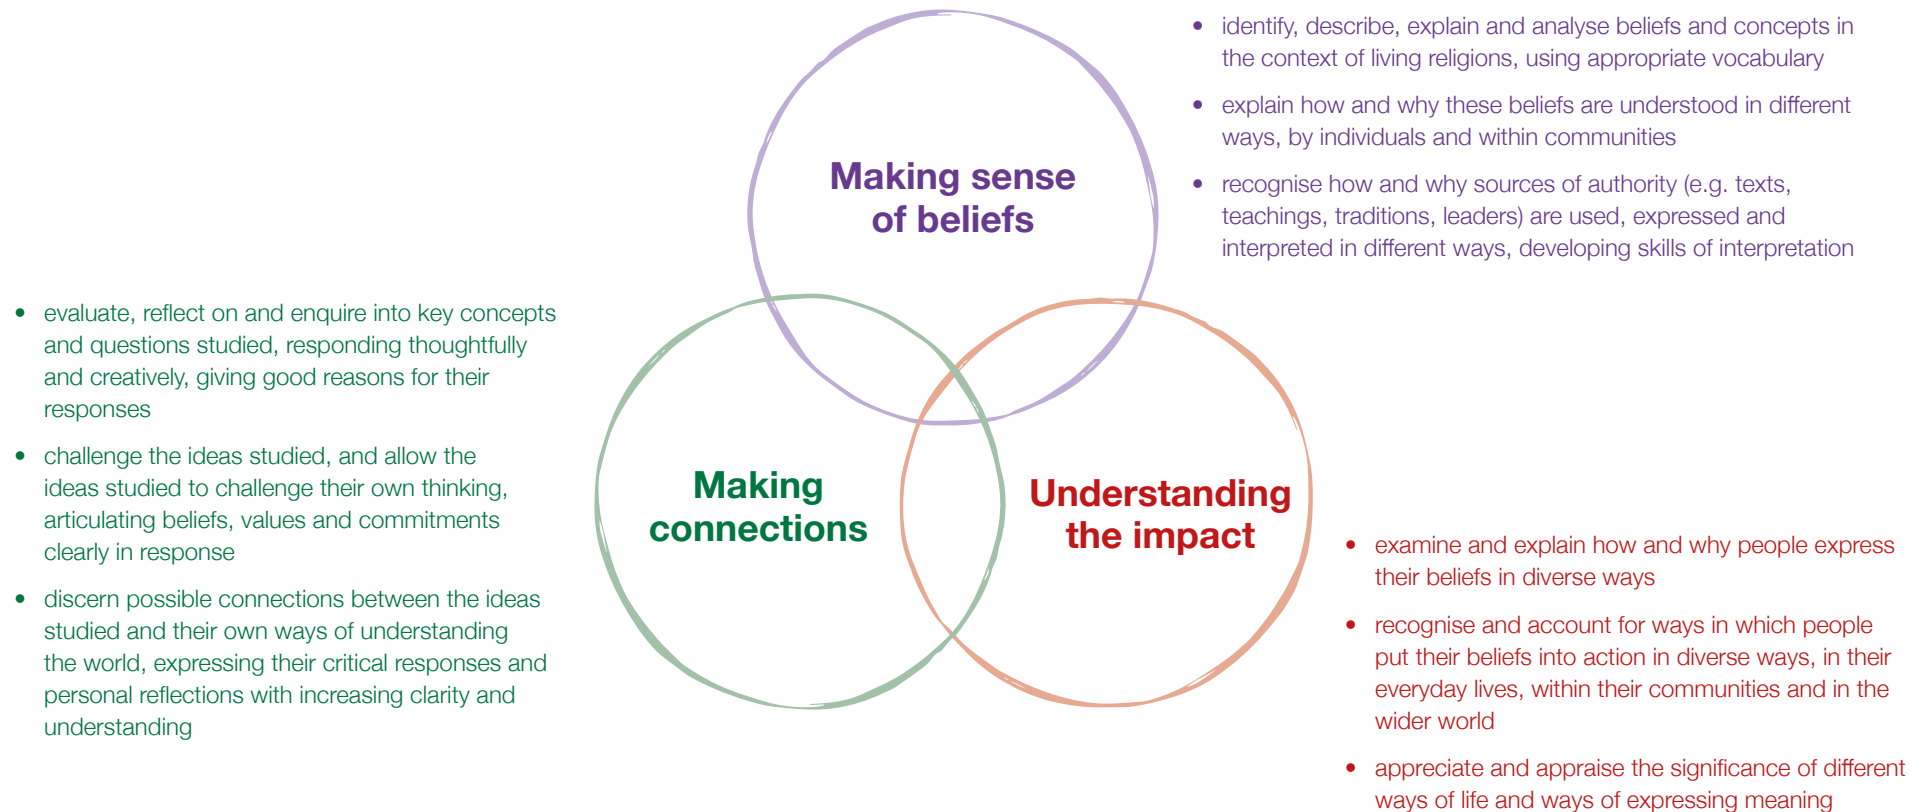 • identify, describe, explain and analyse beliefs and concepts in
the context of living religions, using appropriate vocabulary
• explain how and why these beliefs are understood in different
ways, by individuals and within communities
• recognise how and why sources of authority (e.g. texts,
teachings, traditions, leaders) are used, expressed and
interpreted in different ways, developing skills of interpretation
Making sense
of beliefs
• evaluate, reflect on and enquire into key concepts
and questions studied, responding thoughtfully
and creatively, giving good reasons for their
responses
• challenge the ideas studied, and allow the
ideas studied to challenge their own thinking,
articulating beliefs, values and commitments
clearly in response
• discern possible connections between the ideas
studied and their own ways of understanding
the world, expressing their critical responses and
personal reflections with increasing clarity and
understanding
Making
connections
Understanding
the impact
• examine and explain how and why people express
their beliefs in diverse ways
• recognise and account for ways in which people
put their beliefs into action in diverse ways, in their
everyday lives, within their communities and in the
wider world
• appreciate and appraise the significance of different
ways of life and ways of expressing meaning